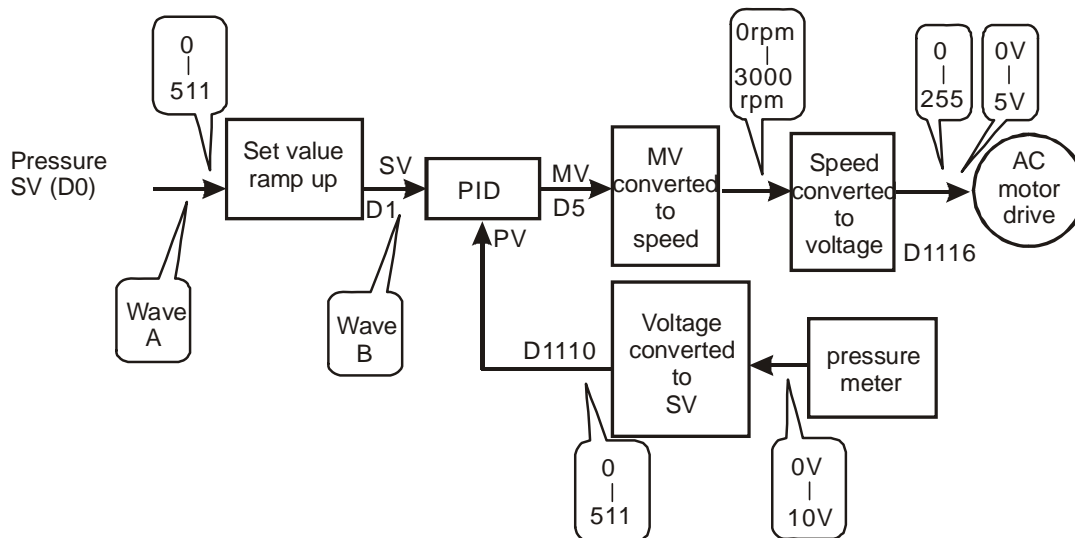 0
|
511
0rpm
|
3000
rpm
0
|
255
0V
|
5V
Pressure
SV (D0)
Set value
ramp up
SV
D1
PID
MV
D5
MV
converted
to
speed
Speed
converted
to
voltage
D1116
AC
motor
drive
PV
Wave
A
Wave
B
D1110
Voltage
converted
to
SV
pressure
meter
0
|
511
0V
|
10V